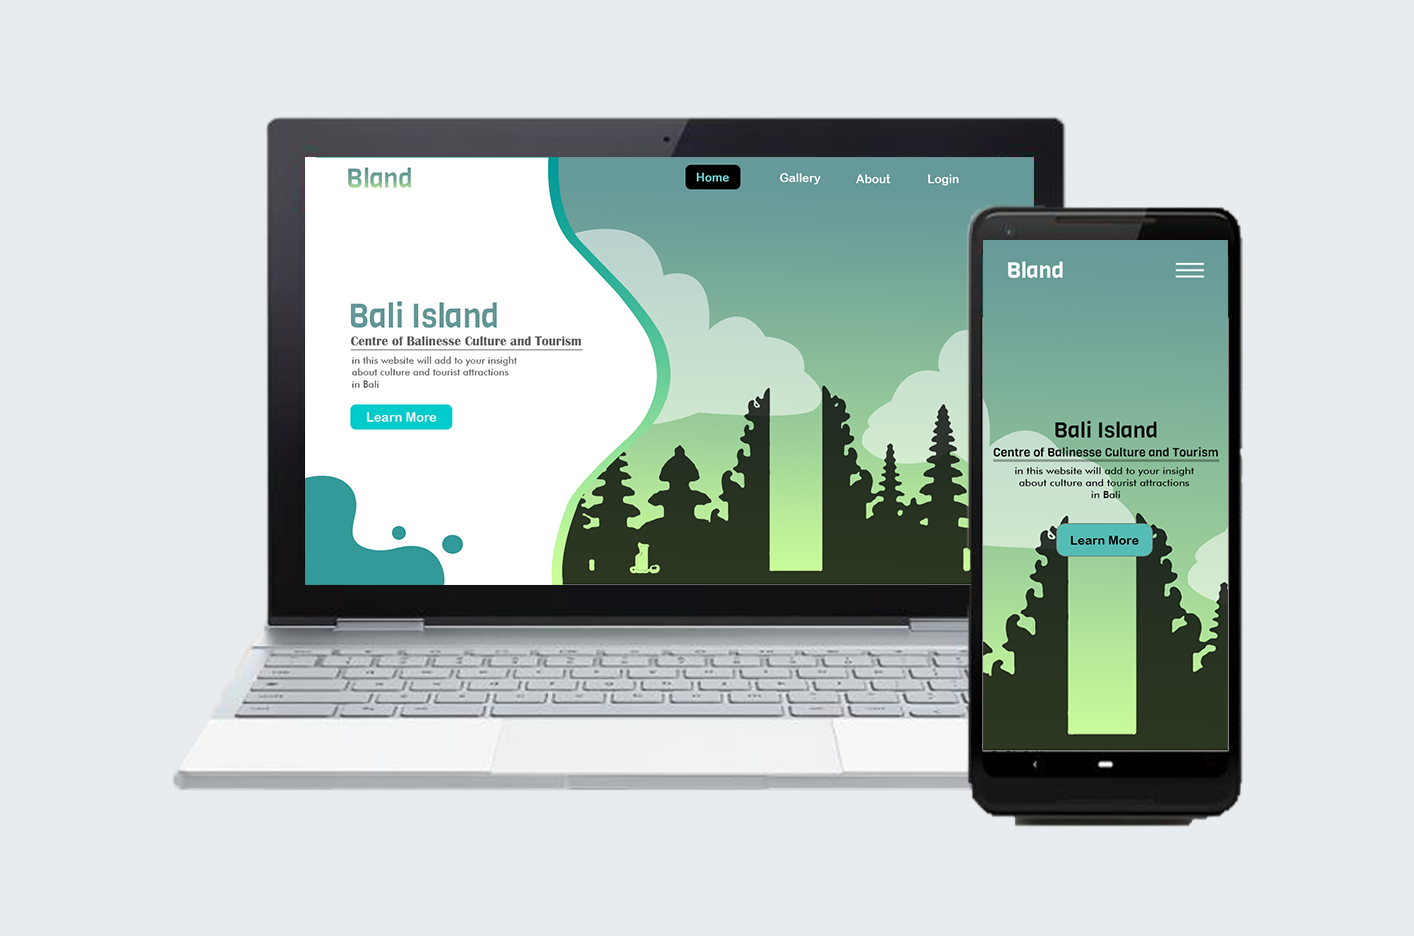 Bland
Home Gallery About Login
Bali Island
Centre of Balinesse Culture and Tourism
in this website will add to your insight
about culture and tourist attractions
in Bali
Learn More
Bland
Bali Island
Centre of Balinesse Culture and Tourism
in this website will add to your insight
about culture and tourist attractions
in Bali
Learn More